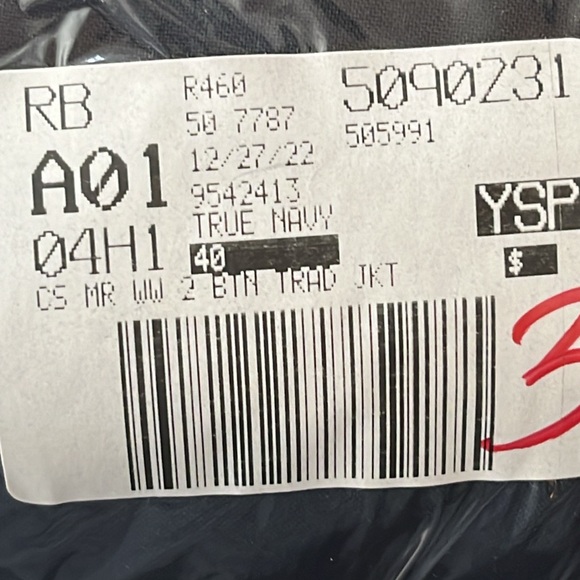 RB
R460
5090231
50 7787
505991
A01
12/27/22
9542413
TRUE NAVY
YSP
04H1
40
$
CS MR WW 2 BTN TRAD JKT
3